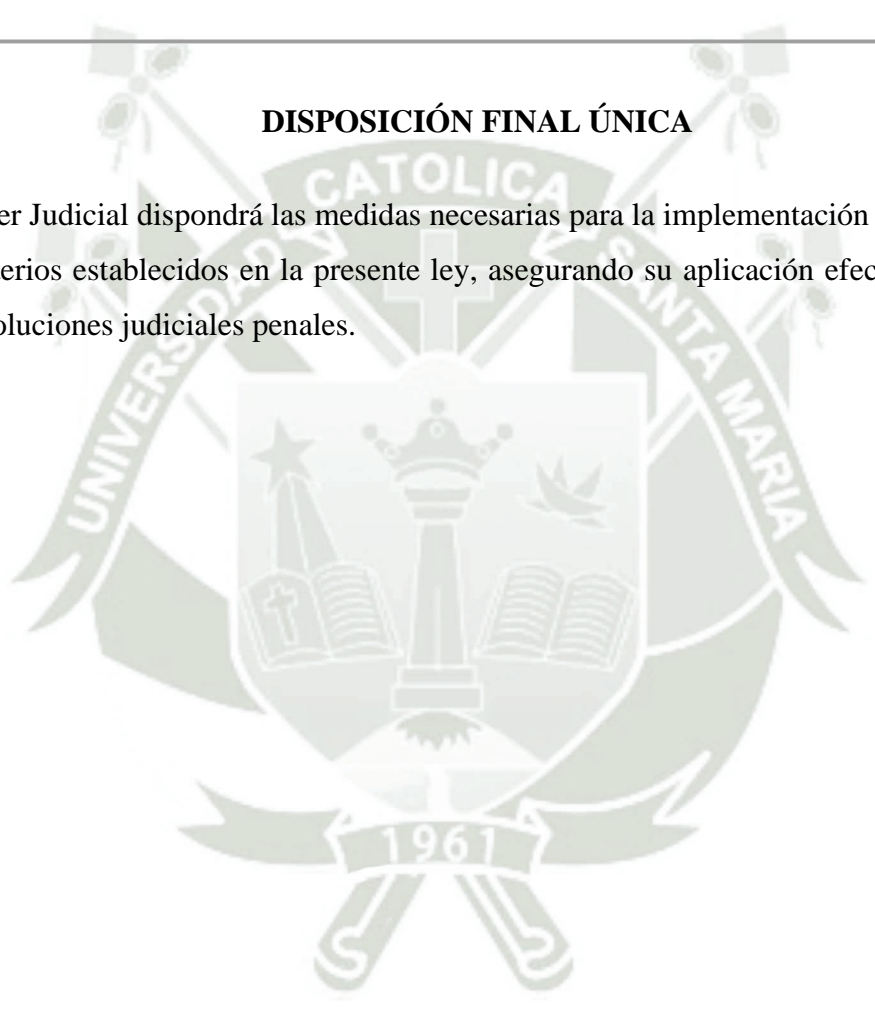 DISPOSICIÓN FINAL ÚNICA
er Judicial dispondrá las medidas necesarias para la implementación
erios establecidos en la presente ley, asegurando su aplicación efec
oluciones judiciales penales.
UNIVERSIDAD CATOLICA SANTA MARIA
1961